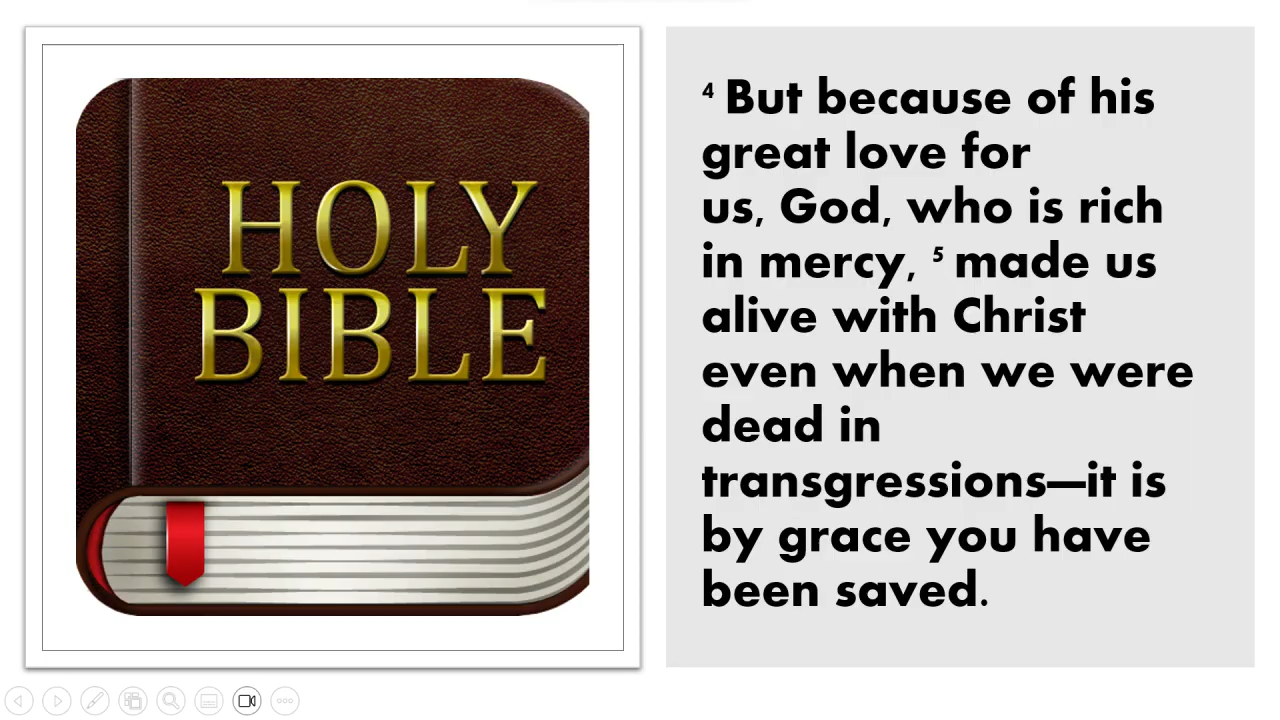 HOLY
BIBLE
⁴ But because of his
great love for
us, God, who is rich
in mercy, ⁵ made us
alive with Christ
even when we were
dead in
transgressions—it is
by grace you have
been saved.